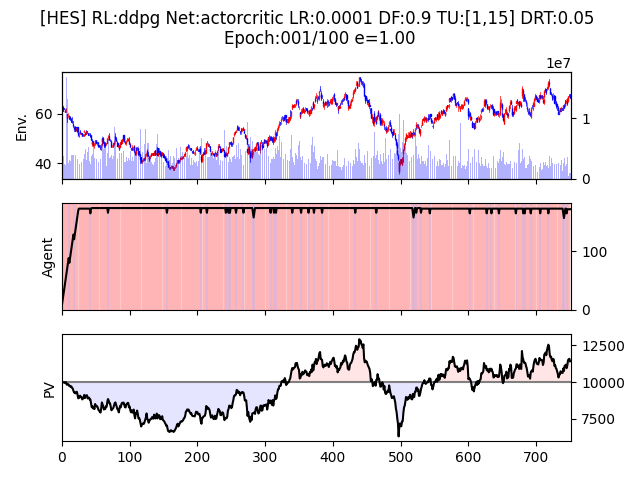 [HES] RL:ddpg Net:actorcritic LR:0.0001 DF:0.9 TU:[1,15] DRT:0.05
Epoch:001/100 e=1.00
1e7
Env.
60
40
1
0
Agent
100
0
PV
12500
10000
7500
0 100 200 300 400 500 600 700